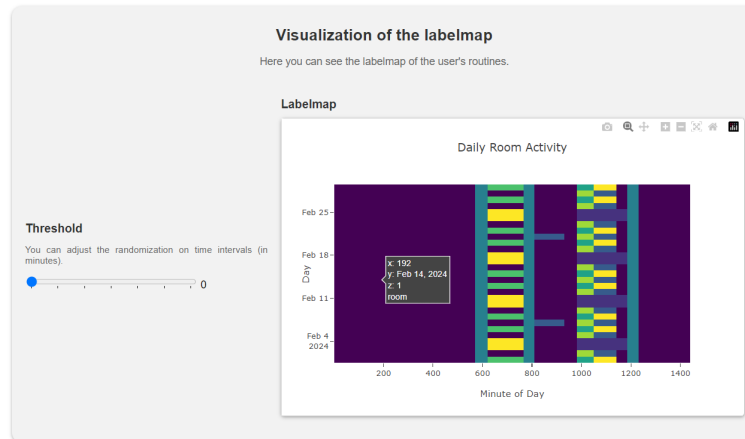 Visualization of the labelmap
Here you can see the labelmap of the user's routines.
Labelmap
Daily Room Activity
Threshold
You can adjust the randomization on time intervals (in
minutes).
0
Day
Feb 25
Feb 18
Feb 11
Feb 4
2024
x: 192
y: Feb 14, 2024
z: 1
room
200 400 600 800 1000 1200 1400
Minute of Day